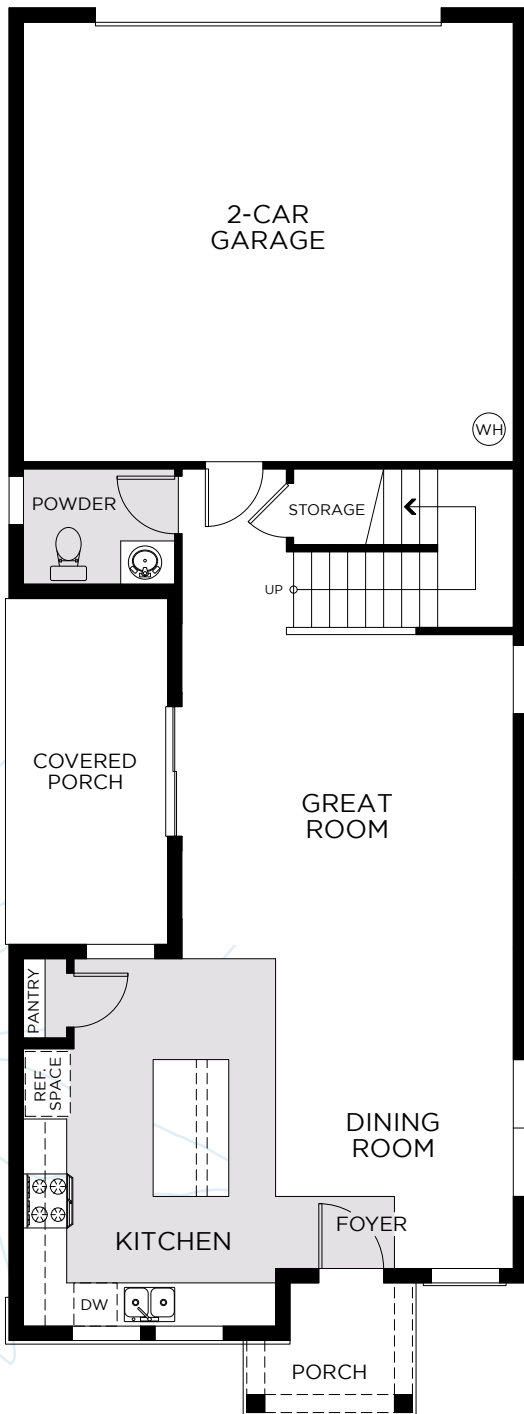 2-CAR
GARAGE
WH
POWDER
STORAGE
UP
COVERED
PORCH
GREAT
ROOM
PANTRY
REF.
SPACE
DINING
ROOM
FOYER
KITCHEN
DW
PORCH